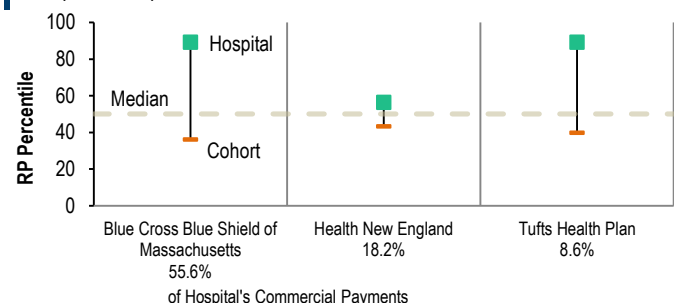 100
80
60
40
20
0
RP Percentile
Hospital
Median
Cohort
Blue Cross Blue Shield of
Massachusetts
55.6%
Health New England
18.2%
Tufts Health Plan
8.6%
of Hospital's Commercial Payments